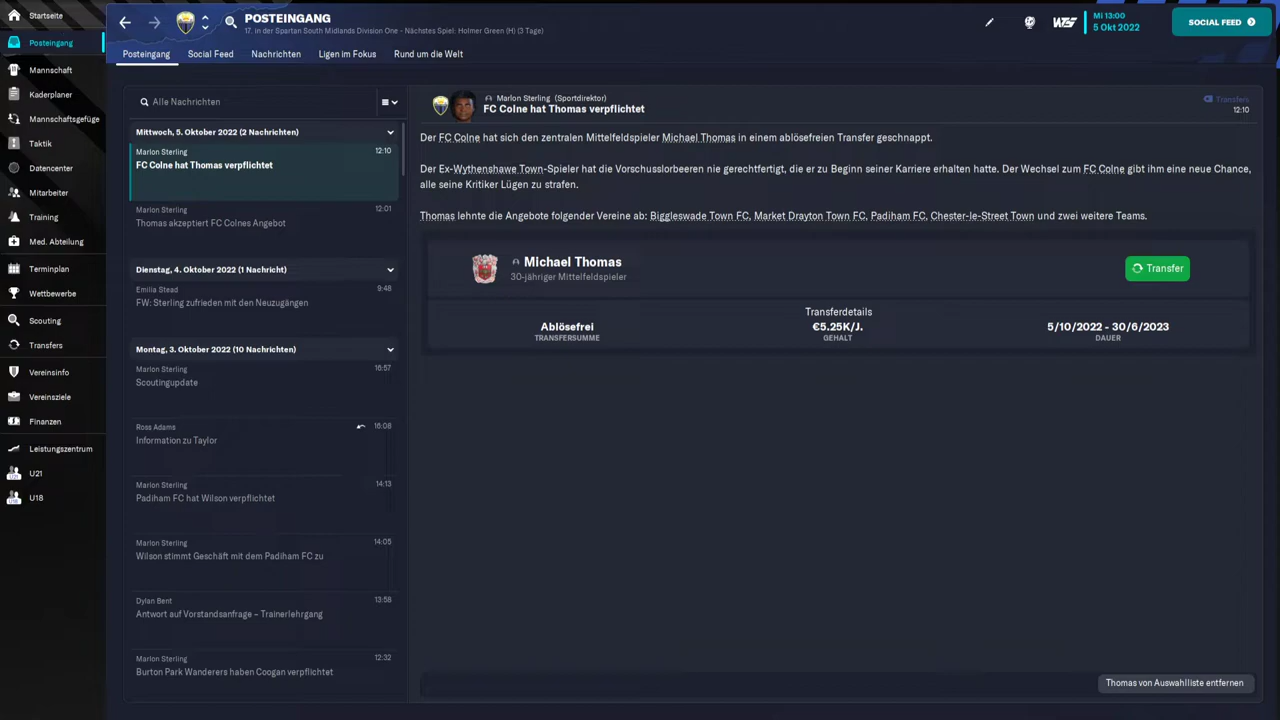 Startseite
Posteingang
Mannschaft
Kaderplaner
Mannschaftsgefüge
Taktik
Datencenter
Mitarbeiter
Training
Med. Abteilung
Terminplan
Wettbewerbe
Scouting
Transfers
Vereinsinfo
Vereinsziele
Finanzen
Leistungszentrum
U21
U18
POSTEINGANG
17. in der Spartan South Midlands Division One - Nächstes Spiel: Holmer Green (H) (3 Tage)
Mi 13:00
5 Okt 2022
SOCIAL FEED
Posteingang Social Feed Nachrichten Ligen im Fokus Rund um die Welt
Alle Nachrichten
Mittwoch, 5. Oktober 2022 (2 Nachrichten)
Marlon Sterling 12:10
FC Colne hat Thomas verpflichtet
Marlon Sterling 12:01
Thomas akzeptiert FC Colnes Angebot
Dienstag, 4. Oktober 2022 (1 Nachricht)
Emilia Stead 9:48
FW: Sterling zufrieden mit den Neuzugängen
Montag, 3. Oktober 2022 (10 Nachrichten)
Marlon Sterling 16:57
Scoutingupdate
Ross Adams 16:08
Information zu Taylor
Marlon Sterling 14:13
Padiham FC hat Wilson verpflichtet
Marlon Sterling 14:05
Wilson stimmt Geschäft mit dem Padiham FC zu
Dylan Bent 13:58
Antwort auf Vorstandsanfrage – Trainerlehrgang
Marlon Sterling 12:32
Burton Park Wanderers haben Coogan verpflichtet
Marlon Sterling (Sportdirektor)
FC Colne hat Thomas verpflichtet
Transfers
12:10
Der FC Colne hat sich den zentralen Mittelfeldspieler Michael Thomas in einem ablösefreien Transfer geschnappt.
Der Ex-Wythenshawe Town-Spieler hat die Vorschusslorbeeren nie gerechtfertigt, die er zu Beginn seiner Karriere erhalten hatte. Der Wechsel zum FC Colne gibt ihm eine neue Chance,
alle seine Kritiker Lügen zu strafen.
Thomas lehnte die Angebote folgender Vereine ab: Biggleswade Town FC, Market Drayton Town FC, Padiham FC, Chester-le-Street Town und zwei weitere Teams.
Michael Thomas
30-jähriger Mittelfeldspieler
Transfer
Transferdetails
Ablösefrei €5.25K/J. 5/10/2022 - 30/6/2023
TRANSFERSUMME GEHALT DAUER
Thomas von Auswahlliste entfernen